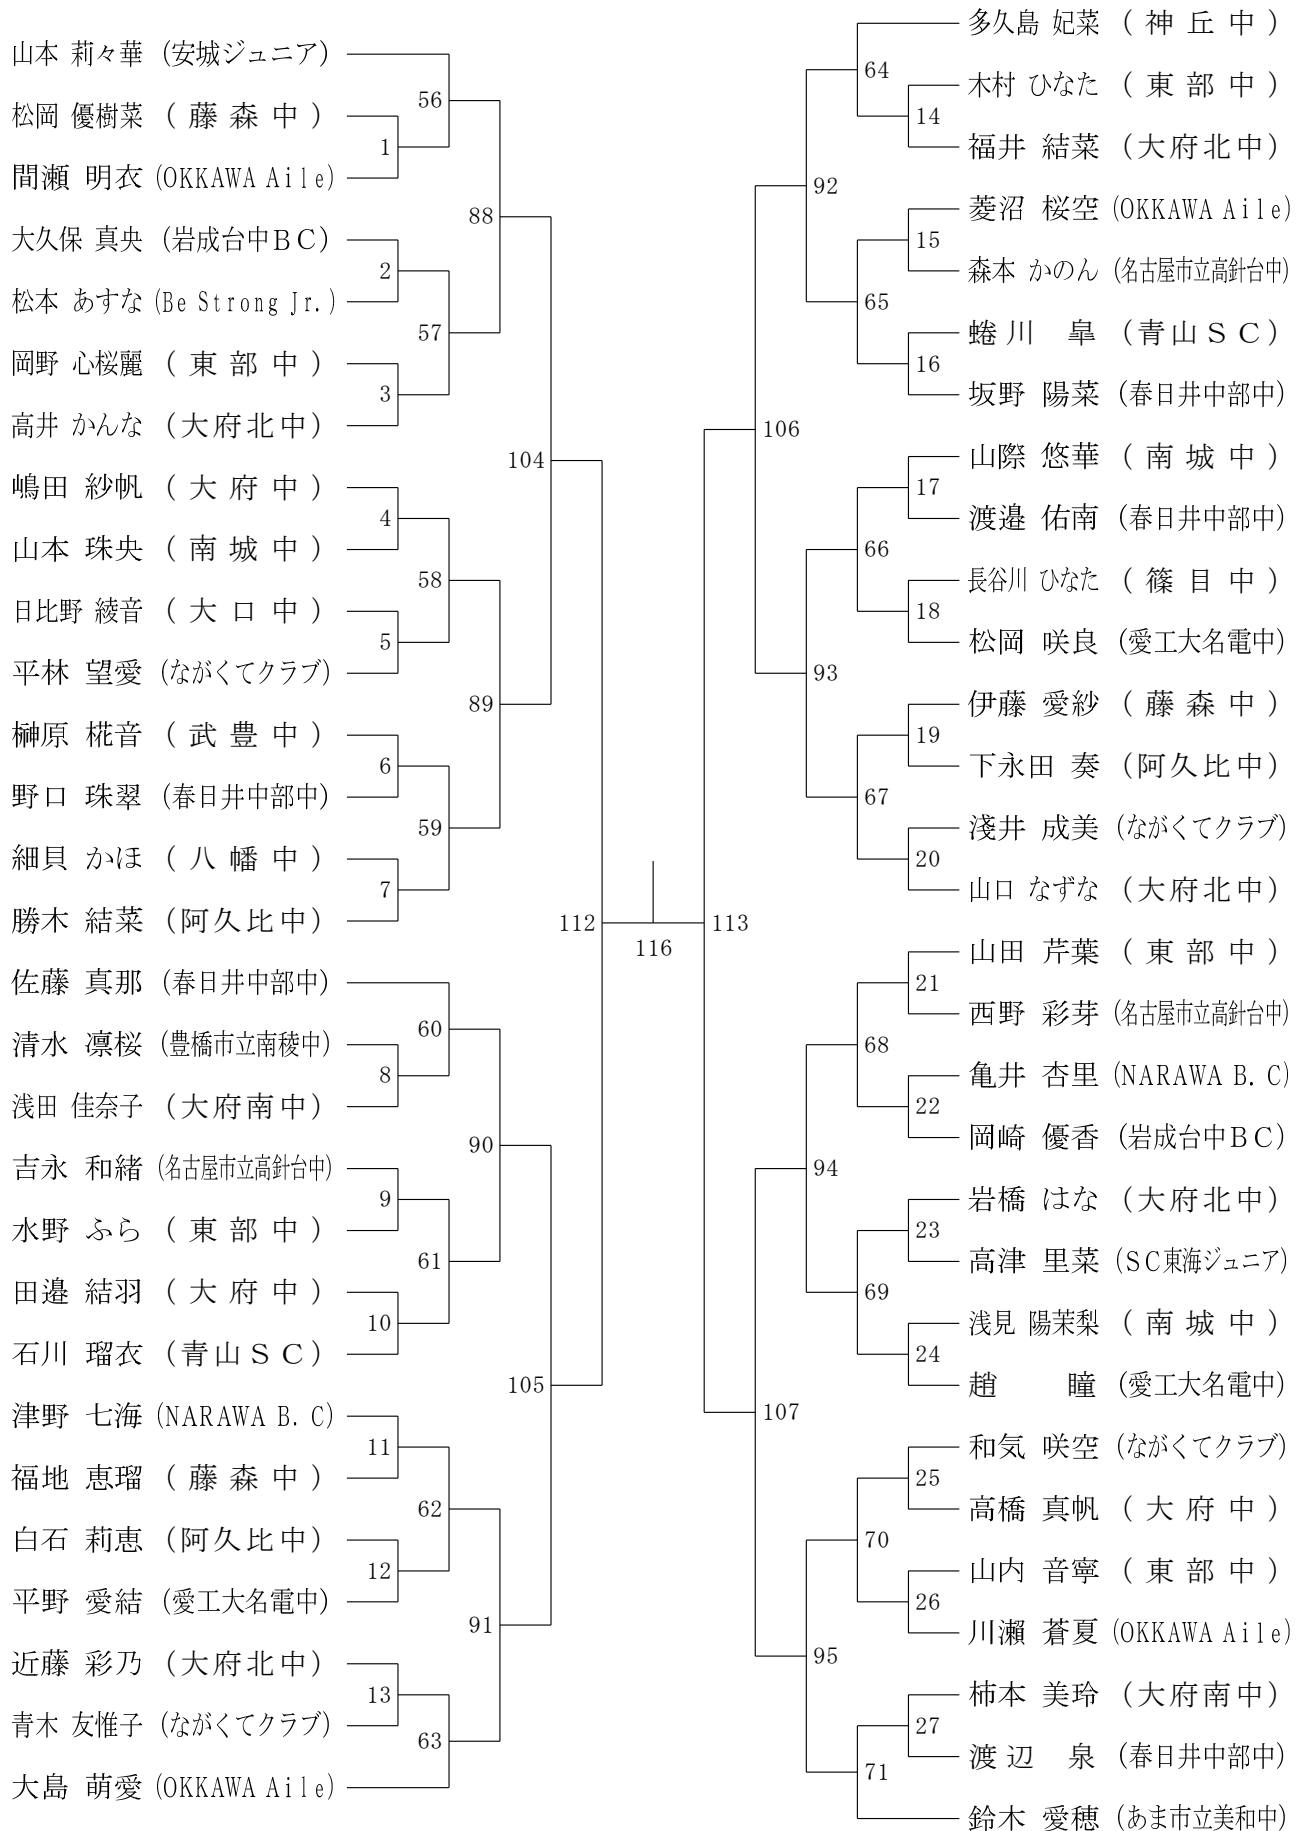 山本 莉々華 (安城ジュニア)
松岡 優樹菜 ( 藤 森 中 )
間瀬 明衣 (OKKAWA Aile)
大久保 真央 (岩成台中ＢＣ)
松本 あすな (Be Strong Jr.)
岡野 心桜麗 ( 東 部 中 )
高井 かんな (大府北中)
嶋田 紗帆 ( 大 府 中 )
山本 珠央 ( 南 城 中 )
日比野 綾音 ( 大 口 中 )
平林 望愛 (ながくてクラブ)
榊原 椛音 ( 武 豊 中 )
野口 珠翠 (春日井中部中)
細貝 かほ ( 八 幡 中 )
勝木 結菜 (阿久比中)
佐藤 真那 (春日井中部中)
清水 凛桜 (豊橋市立南稜中)
浅田 佳奈子 (大府南中)
吉永 和緒 (名古屋市立高針台中)
水野 ふら ( 東 部 中 )
田邉 結羽 ( 大 府 中 )
石川 瑠衣 (青山ＳＣ)
津野 七海 (NARAWA B.C)
福地 恵瑠 ( 藤 森 中 )
白石 莉恵 (阿久比中)
平野 愛結 (愛工大名電中)
近藤 彩乃 (大府北中)
青木 友惟子 (ながくてクラブ)
大島 萌愛 (OKKAWA Aile)
1
2
3
4
5
6
7
8
9
10
11
12
13
56
57
58
59
60
61
62
63
88
89
90
91
104
105
112
116
113
106
107
92
93
94
95
64
65
66
67
68
69
70
71
14
15
16
17
18
19
20
21
22
23
24
25
26
27
多久島 妃菜 ( 神 丘 中 )
木村 ひなた ( 東 部 中 )
福井 結菜 (大府北中)
菱沼 桜空 (OKKAWA Aile)
森本 かのん (名古屋市立高針台中)
蜷川 皐 (青山ＳＣ)
坂野 陽菜 (春日井中部中)
山際 悠華 ( 南 城 中 )
渡邉 佑南 (春日井中部中)
長谷川 ひなた ( 篠 目 中 )
松岡 咲良 (愛工大名電中)
伊藤 愛紗 ( 藤 森 中 )
下永田 奏 (阿久比中)
淺井 成美 (ながくてクラブ)
山口 なずな (大府北中)
山田 芹葉 ( 東 部 中 )
西野 彩芽 (名古屋市立高針台中)
亀井 杏里 (NARAWA B.C)
岡崎 優香 (岩成台中ＢＣ)
岩橋 はな (大府北中)
高津 里菜 (ＳＣ東海ジュニア)
浅見 陽茉梨 ( 南 城 中 )
趙 瞳 (愛工大名電中)
和気 咲空 (ながくてクラブ)
高橋 真帆 ( 大 府 中 )
山内 音寧 ( 東 部 中 )
川瀬 蒼夏 (OKKAWA Aile)
柿本 美玲 (大府南中)
渡辺 泉 (春日井中部中)
鈴木 愛穂 (あま市立美和中)